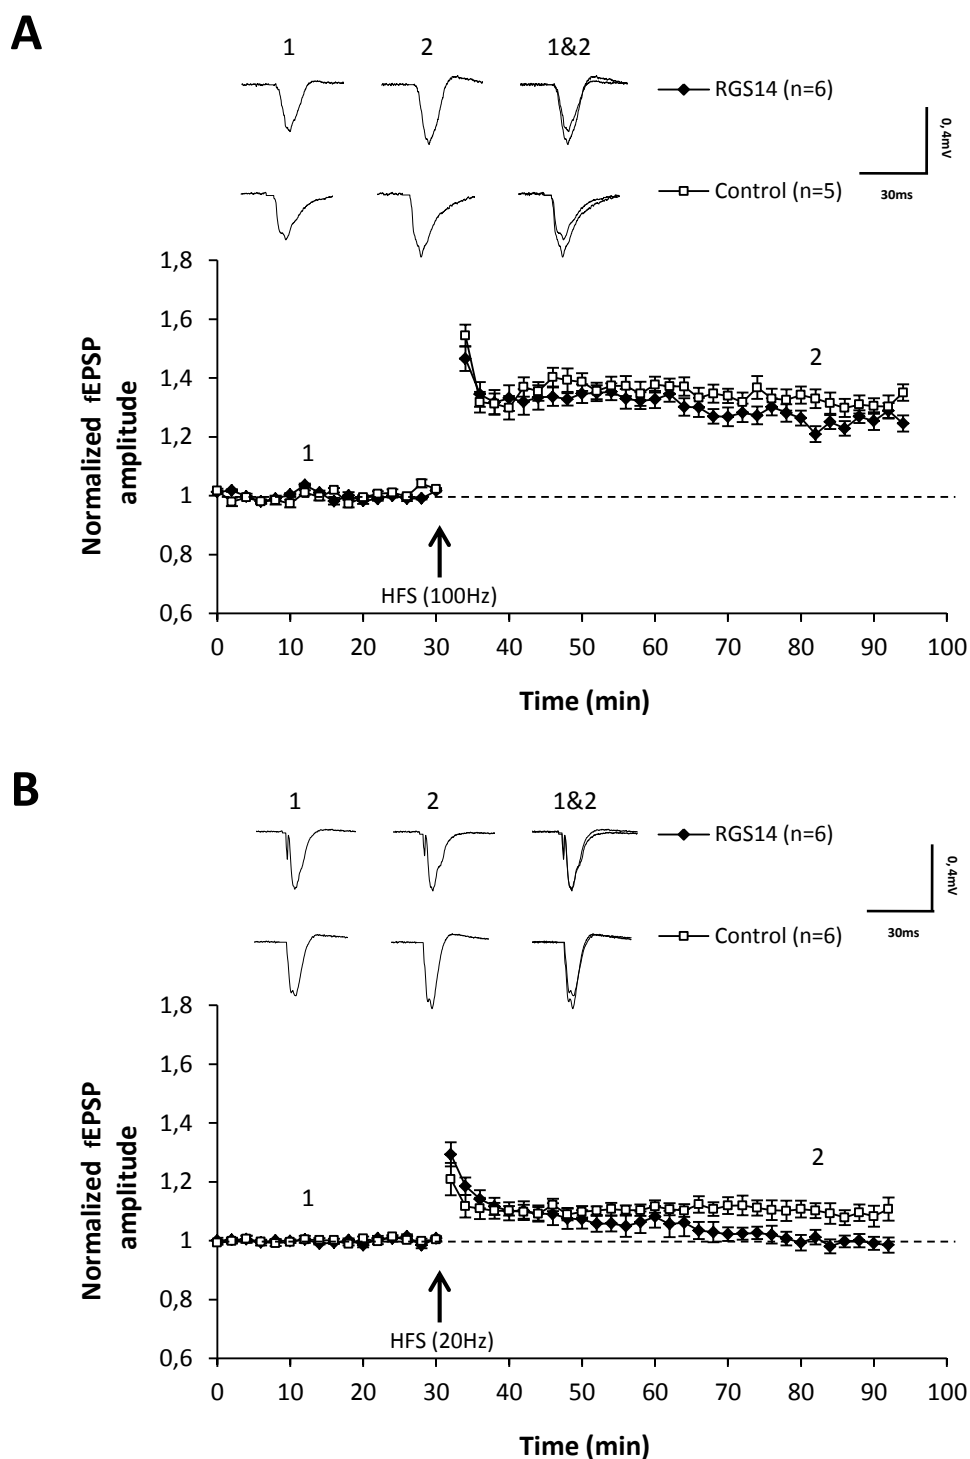 A
1 2 1&2
RGS14 (n=6)
0,4mV
30ms
Control (n=5)
1,8
1,6
1,4
1,2
1
0,8
0,6
Normalized fEPSP
amplitude
1
2
HFS (100Hz)
0 10 20 30 40 50 60 70 80 90 100
Time (min)
B
1 2 1&2
RGS14 (n=6)
0,4mV
30ms
Control (n=6)
1,8
1,6
1,4
1,2
1
0,8
0,6
Normalized fEPSP
amplitude
1
2
HFS (20Hz)
0 10 20 30 40 50 60 70 80 90 100
Time (min)